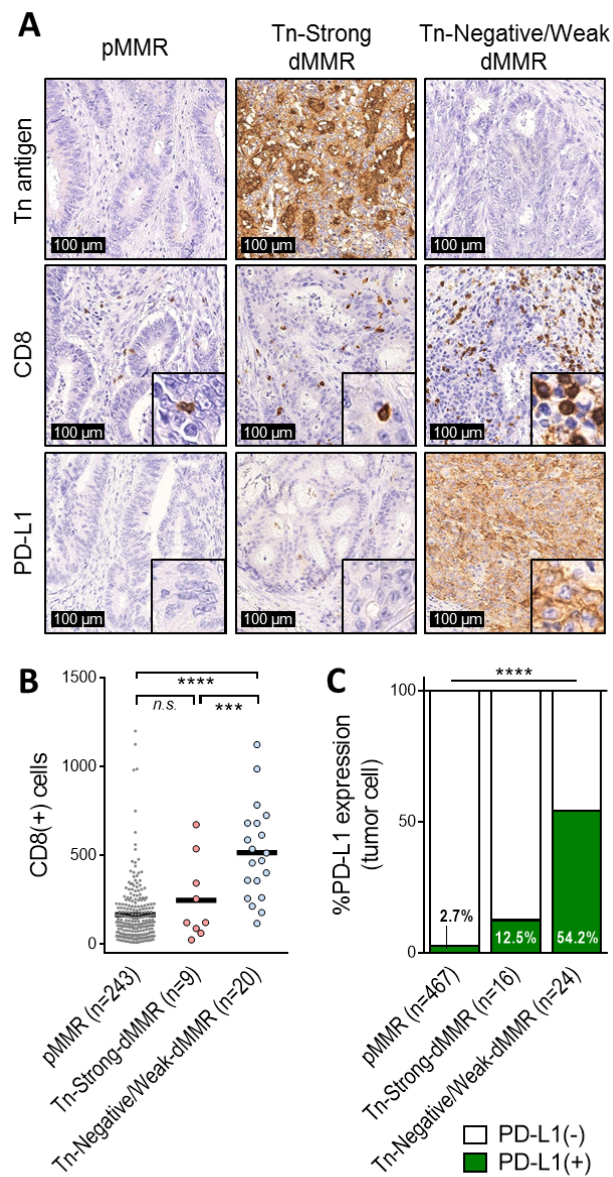 A
pMMR
Tn-Strong
dMMR
Tn-Negative/Weak
dMMR
Tn antigen
100 µm
100 µm
100 µm
CD8
100 µm
100 µm
100 µm
PD-L1
100 µm
100 µm
100 µm
B
CD8(+) cells
1500
1000
500
0
****
n.s.
***
pMMR (n=243)
Tn-Strong-dMMR (n=9)
Tn-Negative/Weak-dMMR (n=20)
C
%PD-L1 expression
(tumor cell)
100
50
0
****
2.7%
12.5%
54.2%
pMMR (n=467)
Tn-Strong-dMMR (n=16)
Tn-Negative/Weak-dMMR (n=24)
PD-L1(-)
PD-L1(+)